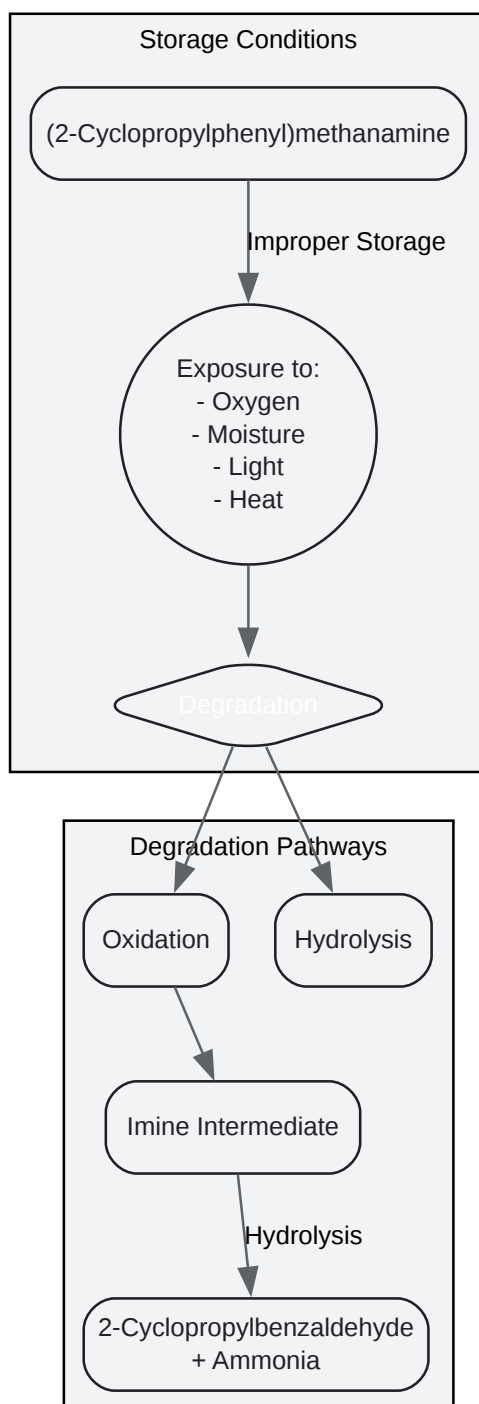 Storage Conditions
(2-Cyclopropylphenyl)methanamine
Improper Storage
Exposure to:
- Oxygen
- Moisture
- Light
- Heat
Degradation
Degradation Pathways
Oxidation
Hydrolysis
Imine Intermediate
Hydrolysis
2-Cyclopropylbenzaldehyde
+ Ammonia